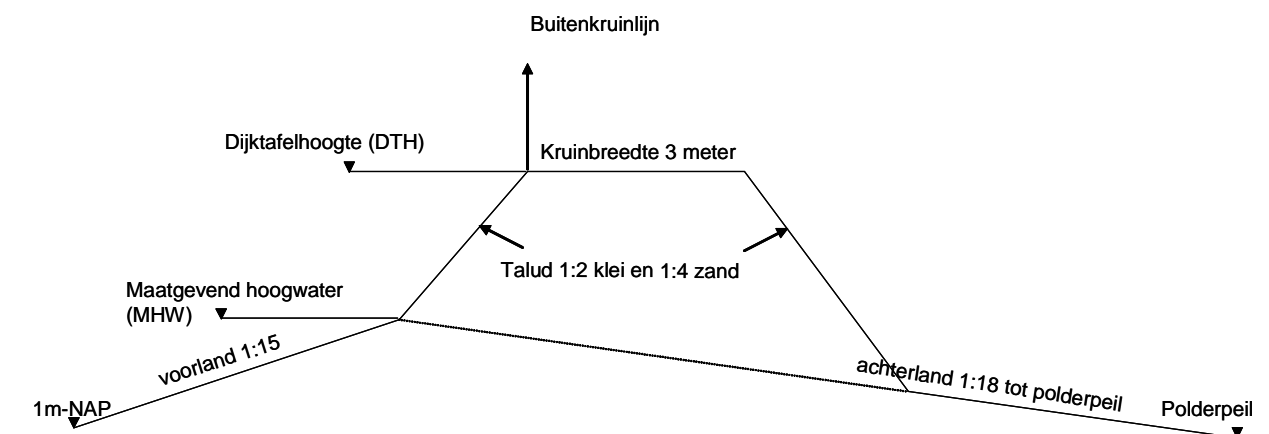 Buitenkruinlijn
Dijktafelhoogte (DTH)
Kruinbreedte 3 meter
Talud 1:2 klei en 1:4 zand
Maatgevend hoogwater
(MHW)
voorland 1:15
achterland 1:18 tot polderpeil
1m-NAP
Polderpeil